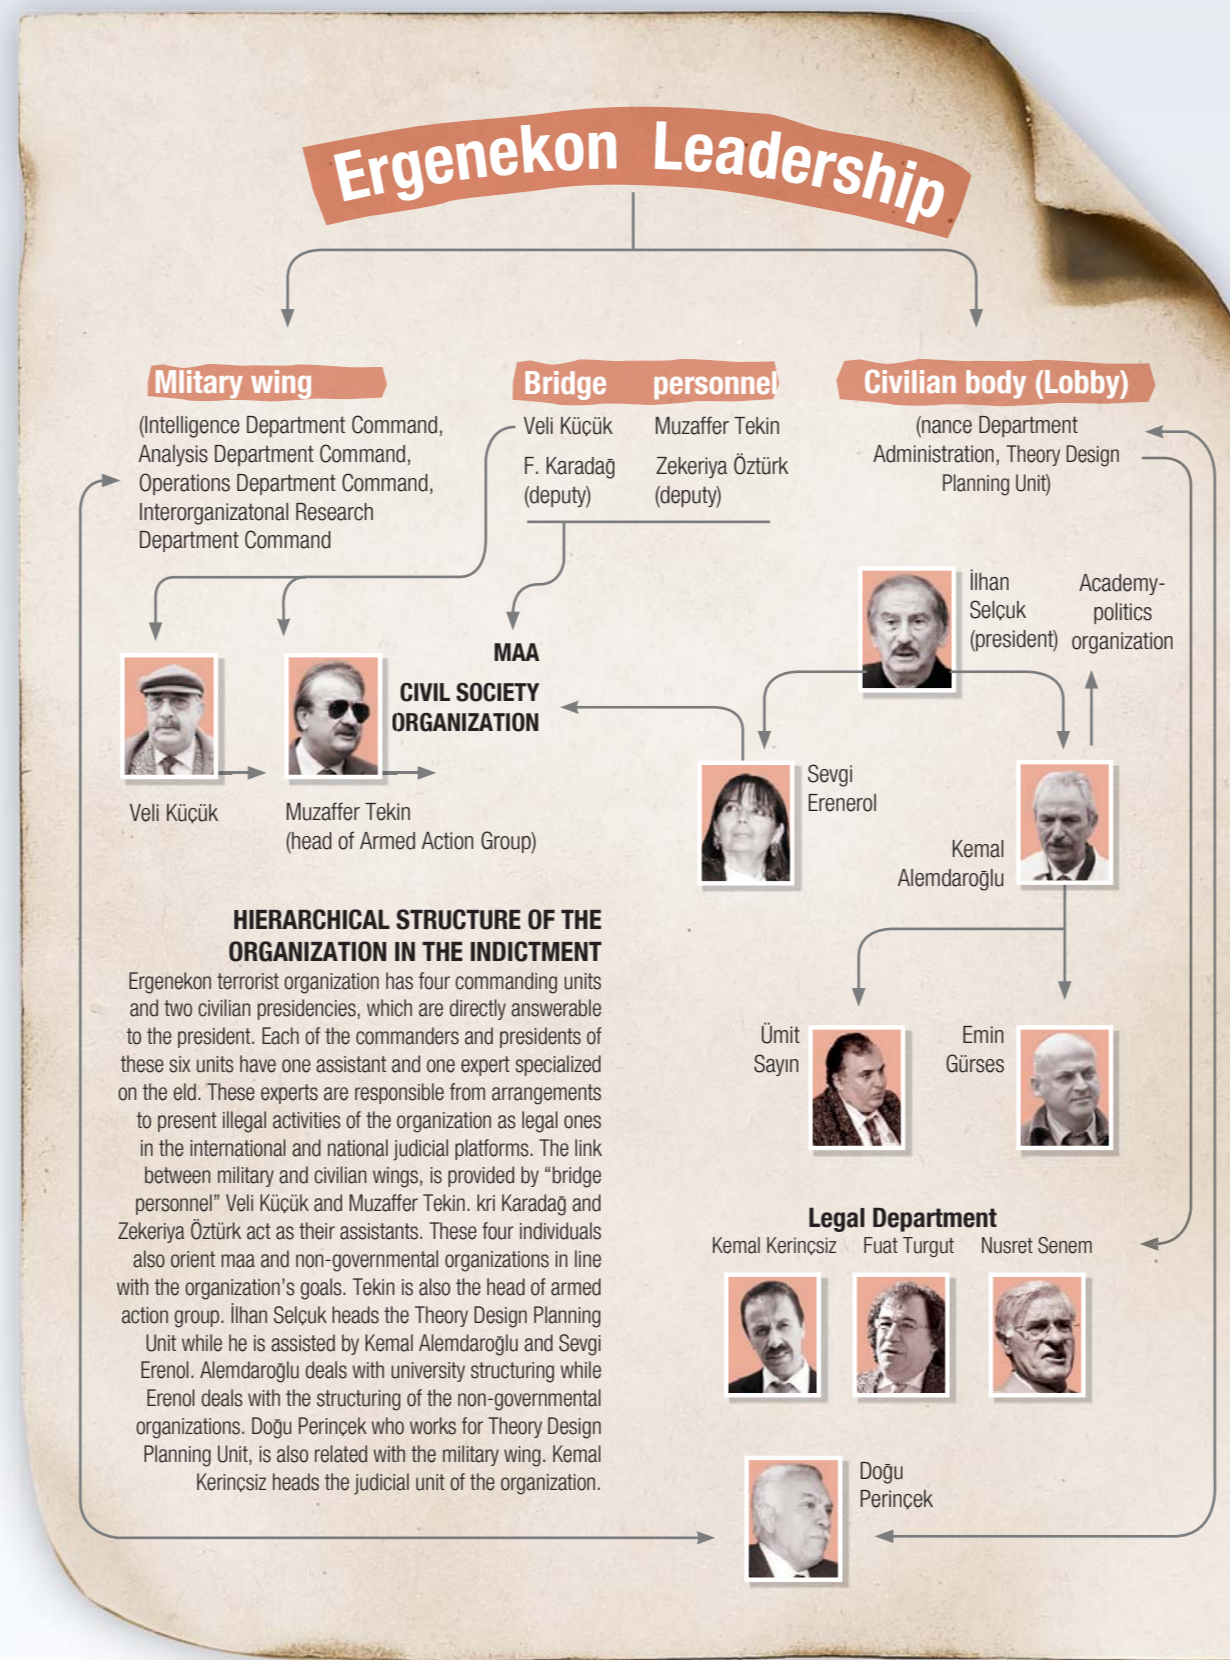 Ergenekon Leadership
Mlitary wing
(Intelligence Department Command,
Analysis Department Command,
Operations Department Command,
Interorganizatonal Research
Department Command
Bridge personnel
Veli Küçük Muzaffer Tekin
F. Karadağ Zekeriya Öztürk
(deputy) (deputy)
Civilian body (Lobby)
(nance Department
Administration, Theory Design
Planning Unit)
MAA
CIVIL SOCIETY
ORGANIZATION
Veli Küçük
Muzaffer Tekin
(head of Armed Action Group)
İlhan
Selçuk
(president)
Academy-
politics
organization
Sevgi
Erenerol
Kemal
Alemdaroğlu
Ümit
Sayın
Emin
Gürses
Legal Department
Kemal Kerinçsiz Fuat Turgut Nusret Senem
Doğu
Perinçek
HIERARCHICAL STRUCTURE OF THE
ORGANIZATION IN THE INDICTMENT
Ergenekon terrorist organization has four commanding units
and two civilian presidencies, which are directly answerable
to the president. Each of the commanders and presidents of
these six units have one assistant and one expert specialized
on the eld. These experts are responsible from arrangements
to present illegal activities of the organization as legal ones
in the international and national judicial platforms. The link
between military and civilian wings, is provided by “bridge
personnel” Veli Küçük and Muzaffer Tekin. kri Karadağ and
Zekeriya Öztürk act as their assistants. These four individuals
also orient maa and non-governmental organizations in line
with the organization’s goals. Tekin is also the head of armed
action group. İlhan Selçuk heads the Theory Design Planning
Unit while he is assisted by Kemal Alemdaroğlu and Sevgi
Erenol. Alemdaroğlu deals with university structuring while
Erenol deals with the structuring of the non-governmental
organizations. Doğu Perinçek who works for Theory Design
Planning Unit, is also related with the military wing. Kemal
Kerinçsiz heads the judicial unit of the organization.